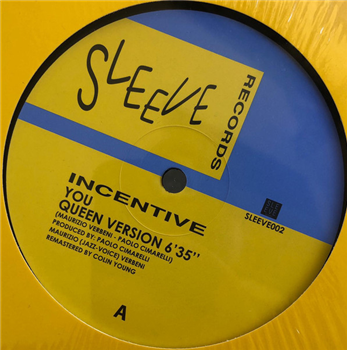 SLEEVE
RECORDS
SLEEVE002
INCENTIVE
YOU
QUEEN VERSION 6'35"
(MAURIZIO VERBENI - PAOLO CIMARELLI)
PRODUCED BY: PAOLO CIMARELLI
MAURIZIO (JAZZ-VOICE) VERBENI
REMASTERED BY COLIN YOUNG
A